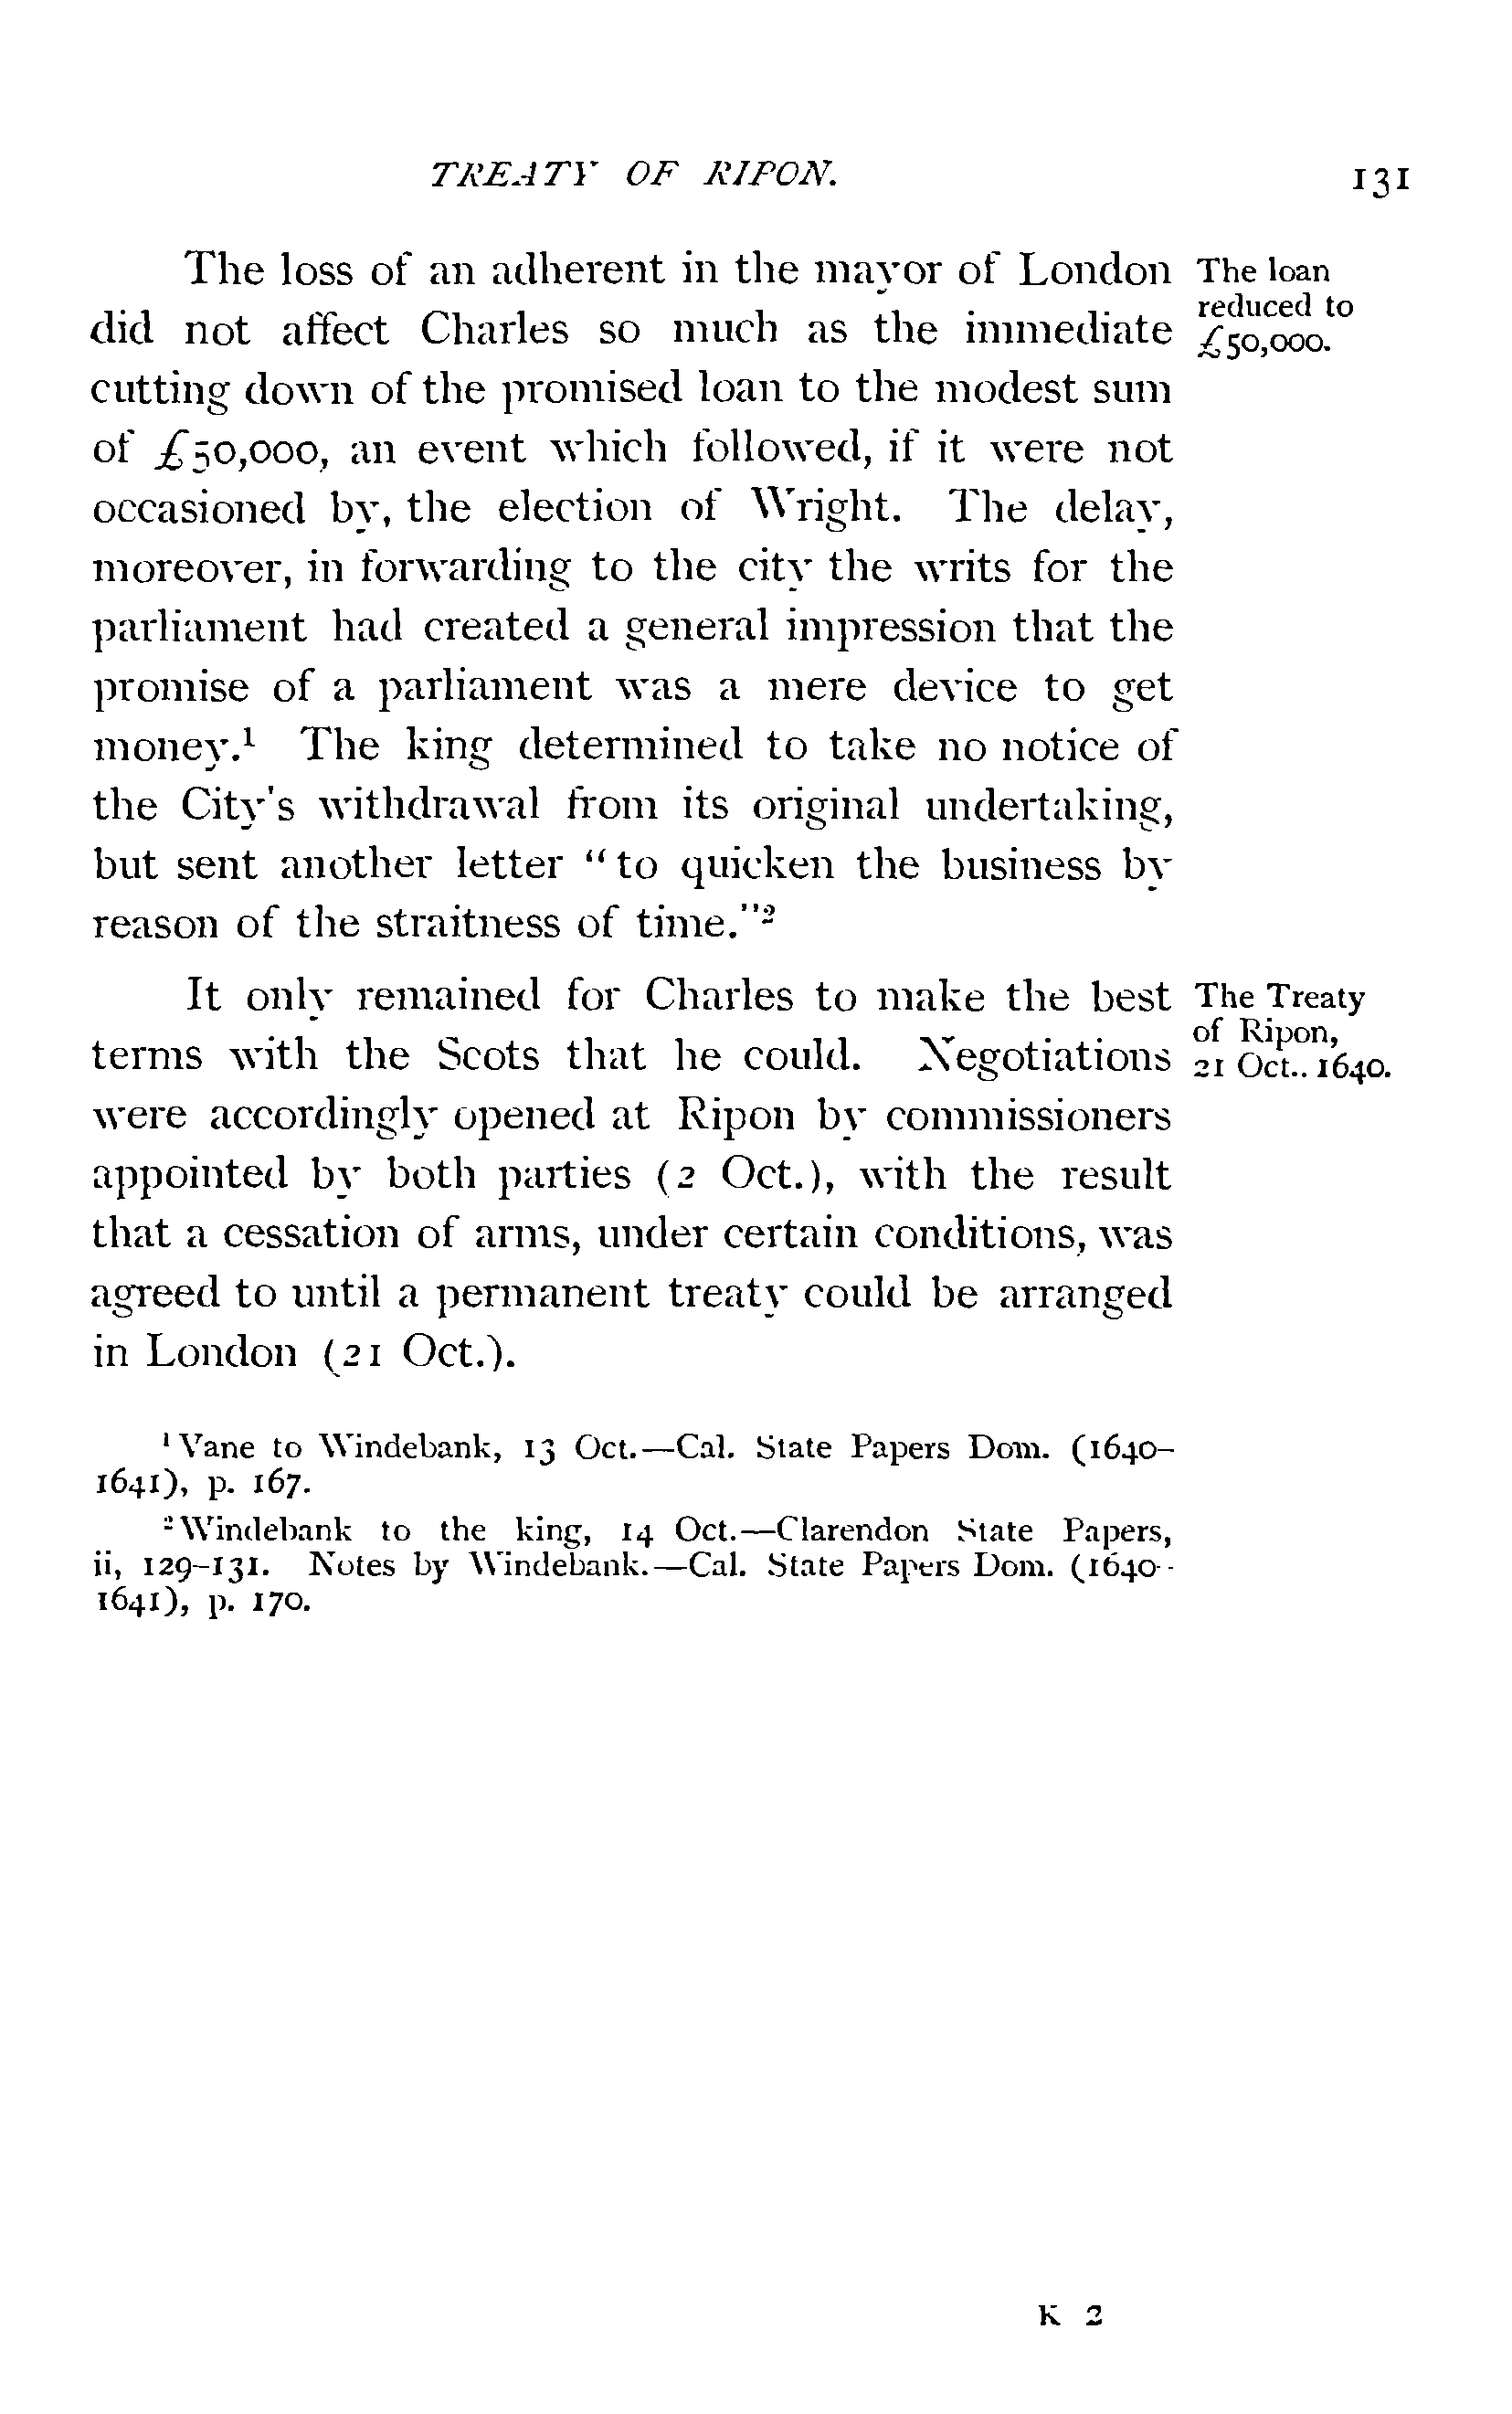 TREATY OF RIPON. 131
The loss of an adherent in the mayor of London
did not affect Charles so much as the immediate
cutting down of the promised loan to the modest sum
of £50,000, an event which followed, if it were not
occasioned by, the election of Wright. The delay,
moreover, in forwarding to the city the writs for the
parliament had created a general impression that the
promise of a parliament was a mere device to get
money.¹ The king determined to take no notice of
the City's withdrawal from its original undertaking,
but sent another letter "to quicken the business by
reason of the straitness of time."²
The loan
reduced to
£50,000.
It only remained for Charles to make the best
terms with the Scots that he could. Negotiations
were accordingly opened at Ripon by commissioners
appointed by both parties (2 Oct.), with the result
that a cessation of arms, under certain conditions, was
agreed to until a permanent treaty could be arranged
in London (21 Oct.).
The Treaty
of Ripon,
21 Oct.. 1640.
¹ Vane to Windebank, 13 Oct.—Cal. State Papers Dom. (1640–
1641), p. 167.
² Windebank to the king, 14 Oct.—Clarendon State Papers,
ii, 129–131. Notes by Windebank.—Cal. State Papers Dom. (1640–
1641), p. 170.
K 2